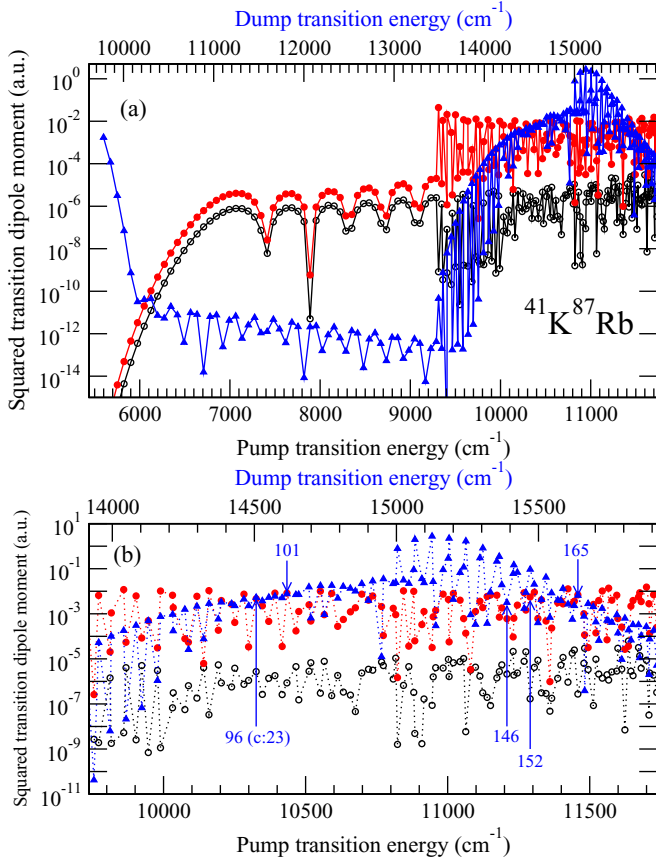 Dump transition energy (cm⁻¹)
10000 11000 12000 13000 14000 15000
Squared transition dipole moment (a.u.)
10⁰
10⁻²
10⁻⁴
10⁻⁶
10⁻⁸
10⁻¹⁰
10⁻¹²
10⁻¹⁴
(a)
⁴¹K⁸⁷Rb
6000 7000 8000 9000 10000 11000
Pump transition energy (cm⁻¹)
Dump transition energy (cm⁻¹)
14000 14500 15000 15500
Squared transition dipole moment (a.u.)
10¹
10⁻¹
10⁻³
10⁻⁵
10⁻⁷
10⁻⁹
10⁻¹¹
(b)
101
165
96 (c:23)
146
152
10000 10500 11000 11500
Pump transition energy (cm⁻¹)